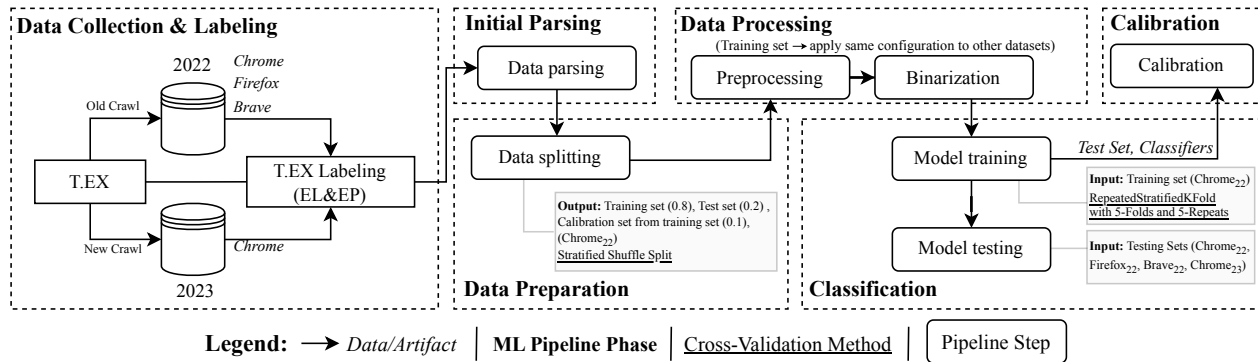 Data Collection & Labeling
2022
Chrome
Firefox
Brave
Old Crawl
T.EX
T.EX Labeling
(EL&EP)
New Crawl
Chrome
2023
Initial Parsing
Data parsing
Data splitting
Output: Training set (0.8), Test set (0.2) ,
Calibration set from training set (0.1),
(Chrome22)
Stratified Shuffle Split
Data Preparation
Data Processing
(Training set → apply same configuration to other datasets)
Preprocessing
Binarization
Calibration
Calibration
Model training
Test Set, Classifiers
Input: Training set (Chrome22)
RepeatedStratifiedKFold
with 5-Folds and 5-Repeats
Model testing
Input: Testing Sets (Chrome22,
Firefox22, Brave22, Chrome23)
Classification
Legend: → Data/Artifact | ML Pipeline Phase | Cross-Validation Method | Pipeline Step